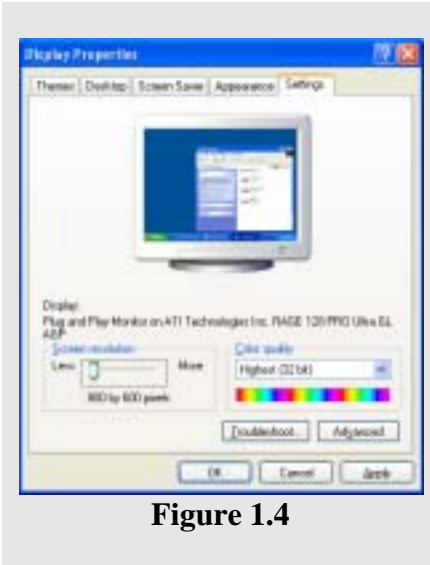 Display Properties
Themes Desktop Screen Saver Appearance Settings
Display:
Plug and Play Monitor on ATI Technologies Inc. RAGE 128 PRO Ultra GL
AGP
Screen resolution
Color quality
Less More
Highest (32 bit)
800 by 600 pixels
Troubleshoot... Advanced
OK Cancel Apply
Figure 1.4